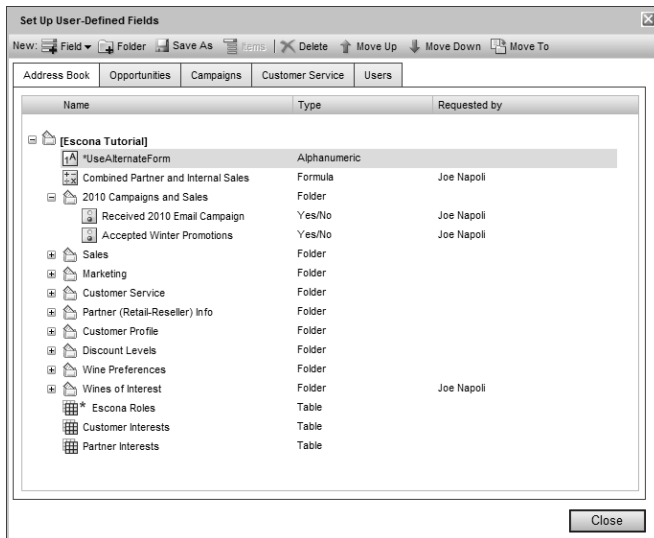 Set Up User-Defined Fields
New: Field Folder Save As Items Delete Move Up Move Down Move To
Address Book Opportunities Campaigns Customer Service Users
Name Type Requested by
[Escona Tutorial]
*UseAlternateForm Alphanumeric
Combined Partner and Internal Sales Formula Joe Napoli
2010 Campaigns and Sales Folder
Received 2010 Email Campaign Yes/No Joe Napoli
Accepted Winter Promotions Yes/No Joe Napoli
Sales Folder
Marketing Folder
Customer Service Folder
Partner (Retail-Reseller) Info Folder
Customer Profile Folder
Discount Levels Folder
Wine Preferences Folder
Wines of Interest Folder Joe Napoli
* Escona Roles Table
Customer Interests Table
Partner Interests Table
Close